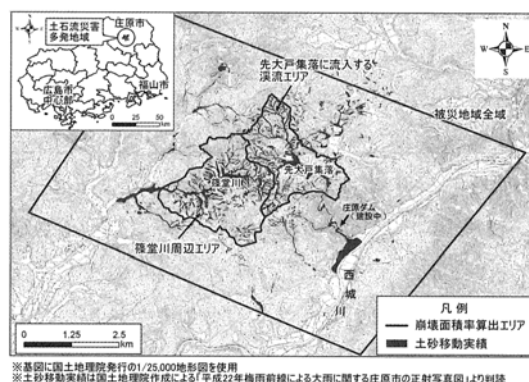 土石流災害
多発地域
庄原市
広島市
中心部
福山市
0 25 50
km
先大戸集落に流入する
渓流エリア
N
W E
S
被災地域全域
篠堂川
先大戸集落
庄原ダム
(建設中)
篠堂川周辺エリア
西城川
0 1.25 2.5
km
凡例
崩壊面積率算出エリア
土砂移動実績
※基図に国土地理院発行の1/25,000地形図を使用
※土砂移動実績は国土地理院作成による「平成22年梅雨前線による大雨に関する庄原市の正射写真図」より判読